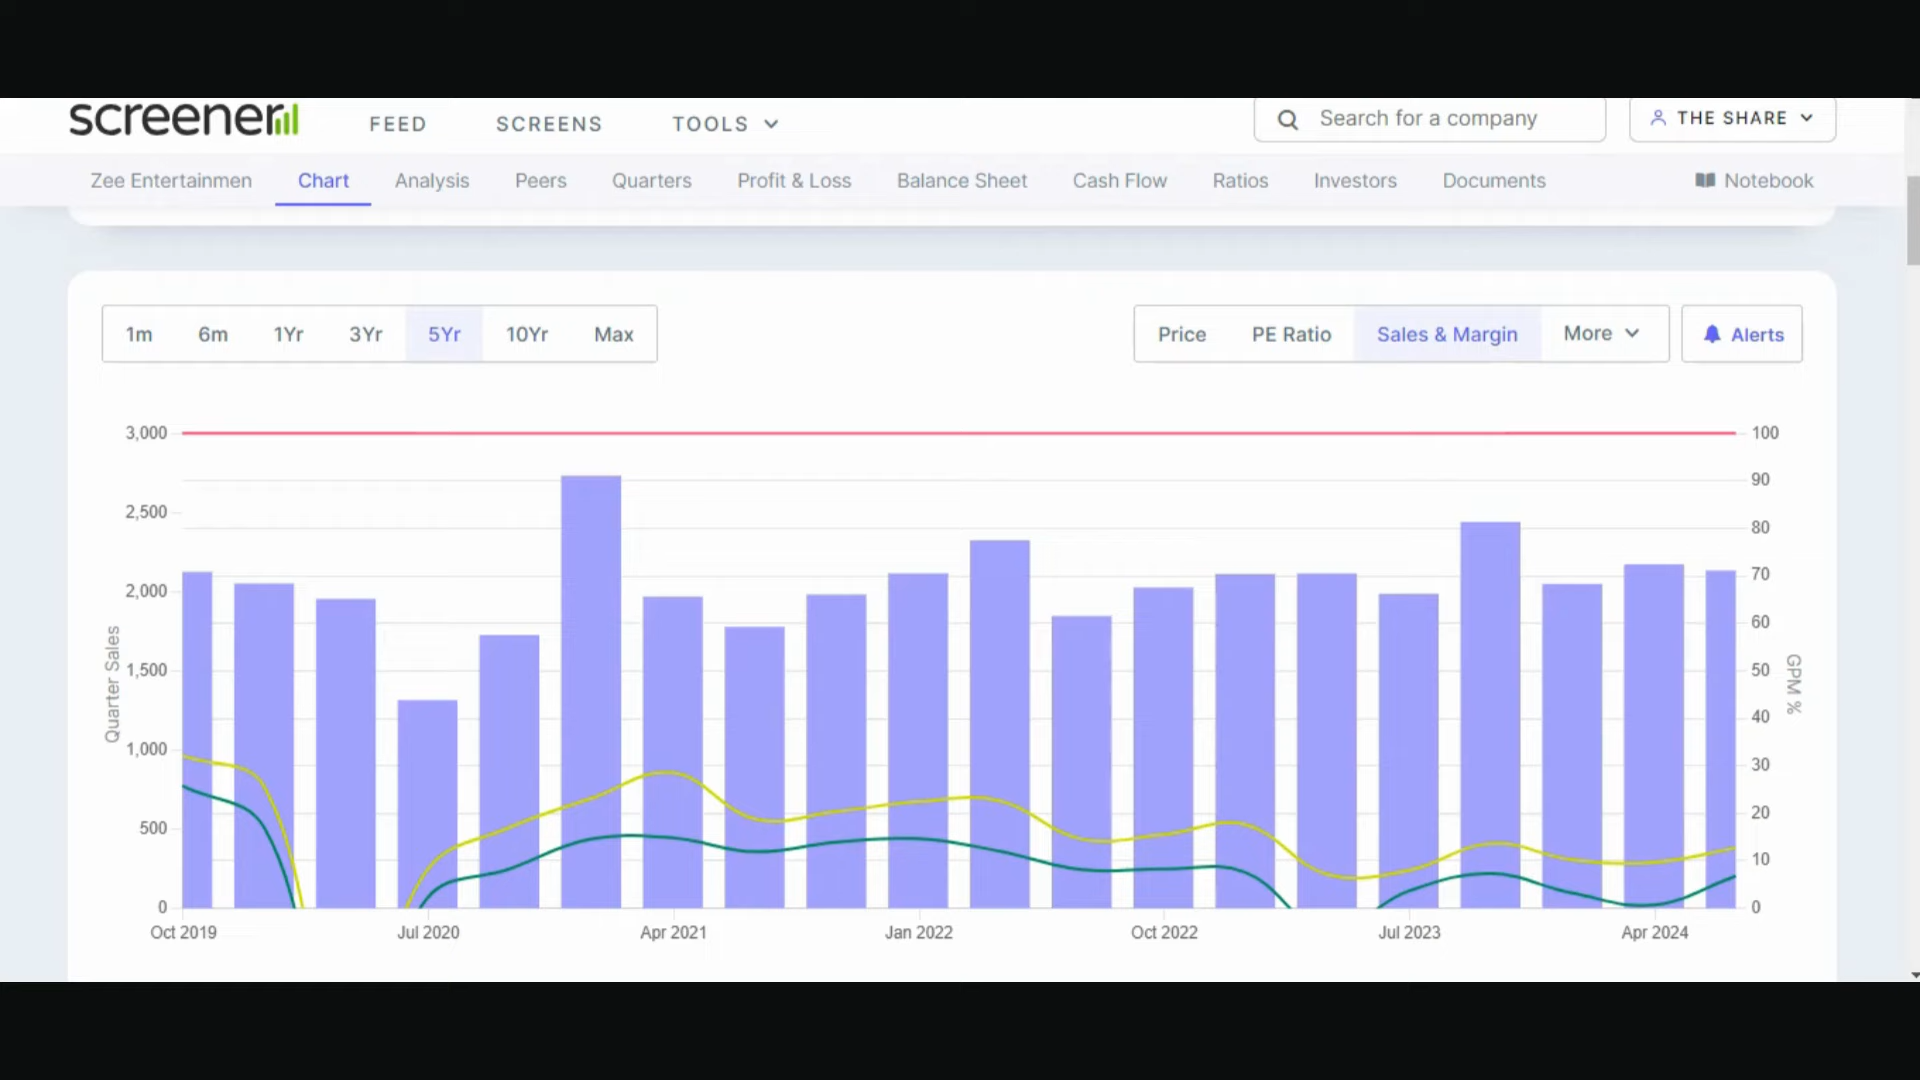 screener
FEED
SCREENS
TOOLS
Search for a company
THE SHARE
Zee Entertainmen
Chart
Analysis
Peers
Quarters
Profit & Loss
Balance Sheet
Cash Flow
Ratios
Investors
Documents
Notebook
1m
6m
1Yr
3Yr
5Yr
10Yr
Max
Price
PE Ratio
Sales & Margin
More
Alerts
3,000
2,500
2,000
1,500
1,000
500
0
Quarter Sales
100
90
80
70
60
50
40
30
20
10
0
GPM %
Oct 2019
Jul 2020
Apr 2021
Jan 2022
Oct 2022
Jul 2023
Apr 2024